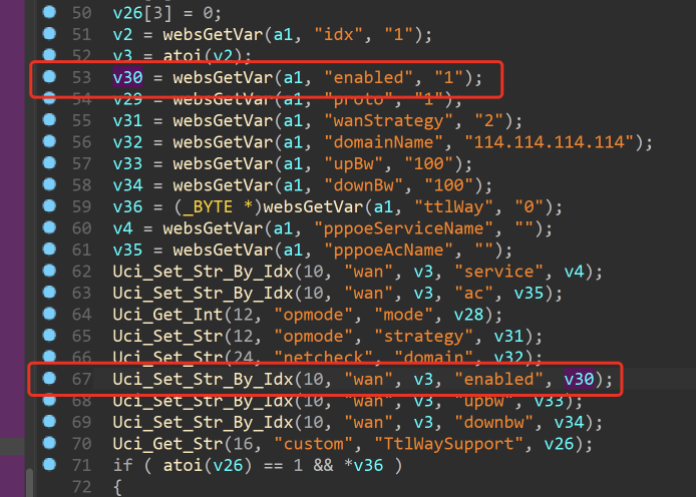 50 v26[3] = 0;
51 v2 = websGetVar(a1, "idx", "1");
52 v3 = atoi(v2);
53 v30 = websGetVar(a1, "enabled", "1");
54 v29 = websGetVar(a1, "proto", "1");
55 v31 = websGetVar(a1, "wanStrategy", "2");
56 v32 = websGetVar(a1, "domainName", "114.114.114.114");
57 v33 = websGetVar(a1, "upBw", "100");
58 v34 = websGetVar(a1, "downBw", "100");
59 v36 = (_BYTE *)websGetVar(a1, "ttlWay", "0");
60 v4 = websGetVar(a1, "pppoeServiceName", "");
61 v35 = websGetVar(a1, "pppoeAcName", "");
62 Uci_Set_Str_By_Idx(10, "wan", v3, "service", v4);
63 Uci_Set_Str_By_Idx(10, "wan", v3, "ac", v35);
64 Uci_Get_Int(12, "opmode", "mode", v28);
65 Uci_Set_Str(12, "opmode", "strategy", v31);
66 Uci_Set_Str(24, "netcheck", "domain", v32);
67 Uci_Set_Str_By_Idx(10, "wan", v3, "enabled", v30);
68 Uci_Set_Str_By_Idx(10, "wan", v3, "upbw", v33);
69 Uci_Set_Str_By_Idx(10, "wan", v3, "downbw", v34);
70 Uci_Get_Str(16, "custom", "TtlWaySupport", v26);
71 if ( atoi(v26) == 1 && *v36 )
72 {